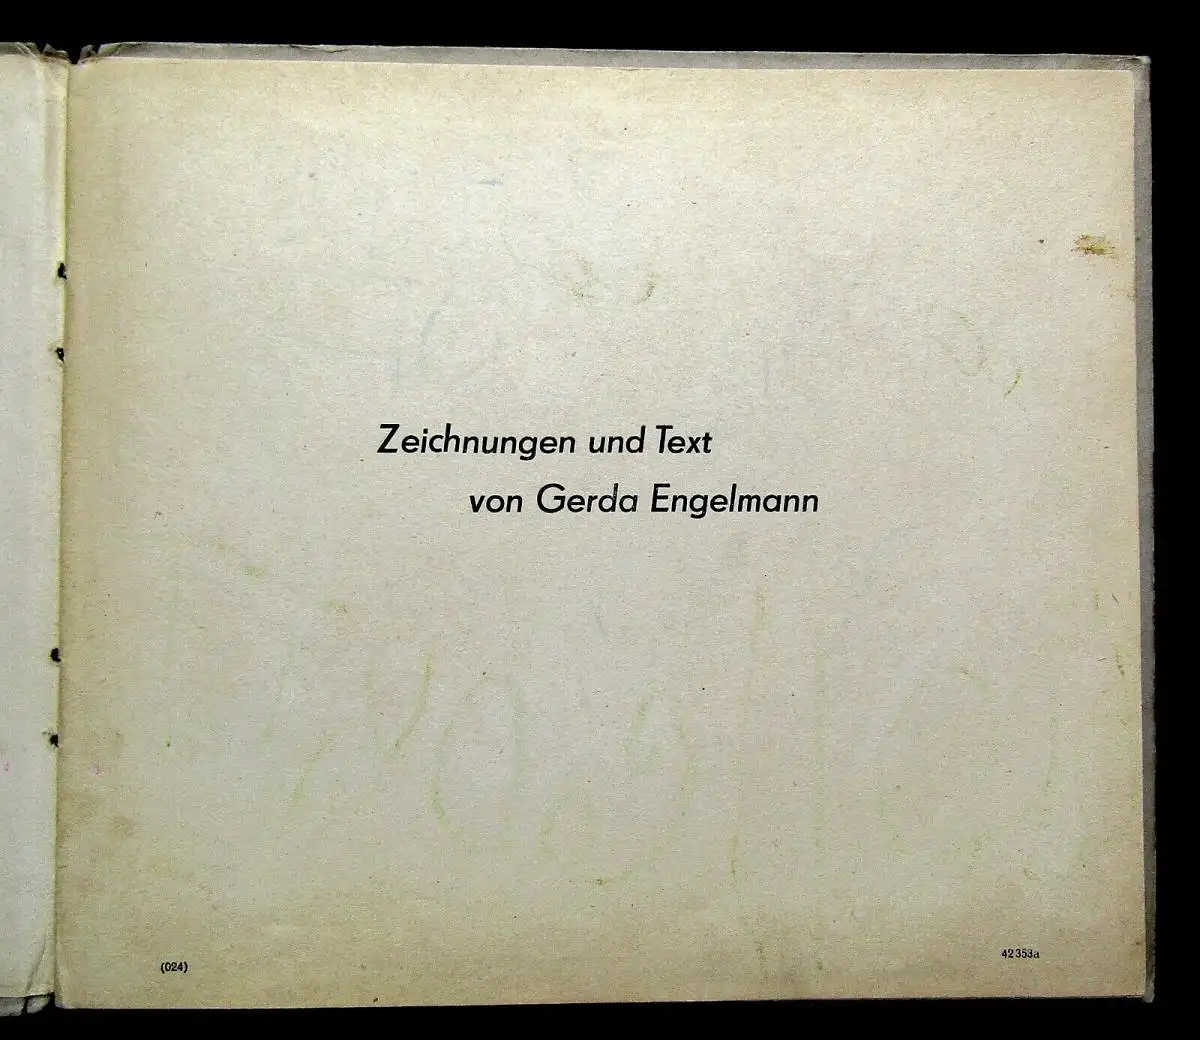 Zeichnungen und Text
von Gerda Engelmann
(024)
42353a